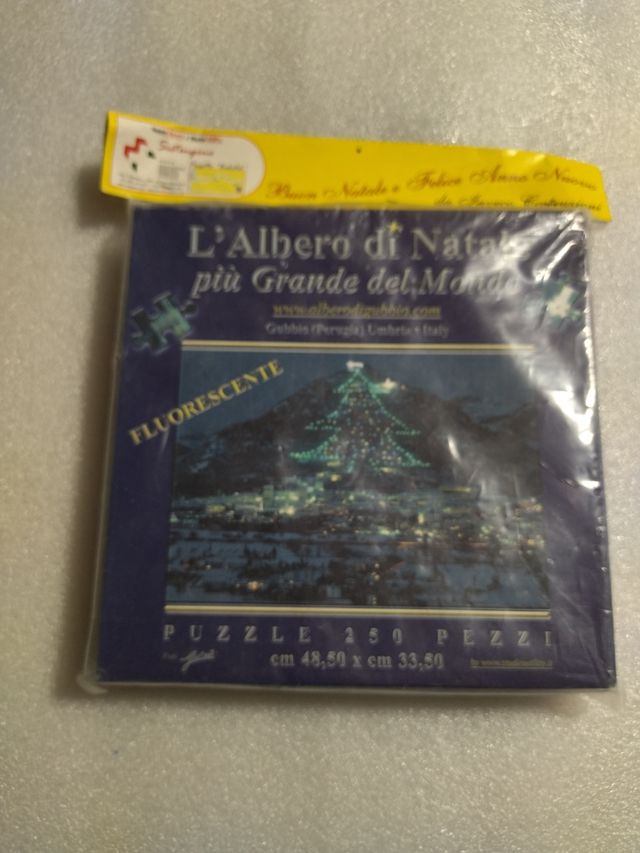 Buon Natale e Felice Anno Nuovo
L'Albero di Natale
più Grande del Mondo
www.alberodigubbio.com
Gubbio (Perugia) Umbria • Italy
FLUORESCENTE
PUZZLE 250 PEZZI
cm 48,50 x cm 33,50